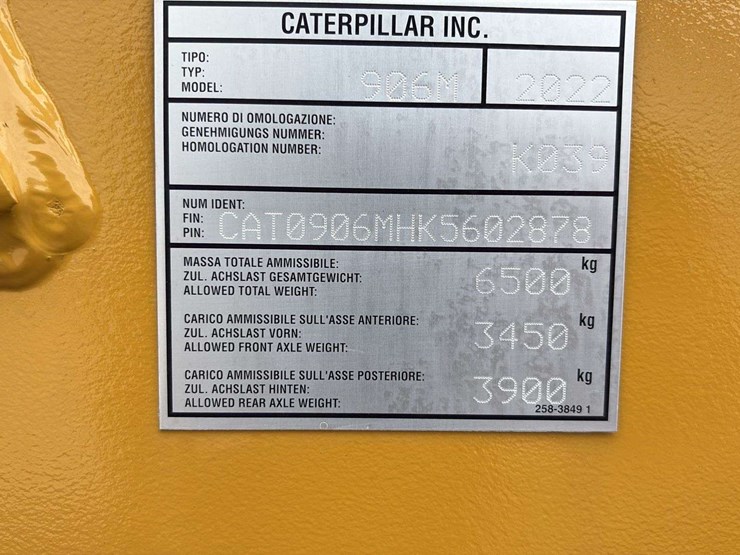 CATERPILLAR INC.
TIPO:
TYP:
MODEL: 906M 2022
NUMERO DI OMOLOGAZIONE:
GENEHMIGUNGS NUMMER:
HOMOLOGATION NUMBER: K039
NUM IDENT:
FIN:
PIN: CAT0906MHK5602878
MASSA TOTALE AMMISSIBILE:
ZUL. ACHSLAST GESAMTGEWICHT:
ALLOWED TOTAL WEIGHT: 6500 kg
CARICO AMMISSIBILE SULL'ASSE ANTERIORE:
ZUL. ACHSLAST VORN:
ALLOWED FRONT AXLE WEIGHT: 3450 kg
CARICO AMMISSIBILE SULL'ASSE POSTERIORE:
ZUL. ACHSLAST HINTEN:
ALLOWED REAR AXLE WEIGHT: 3900 kg
258-3849 1